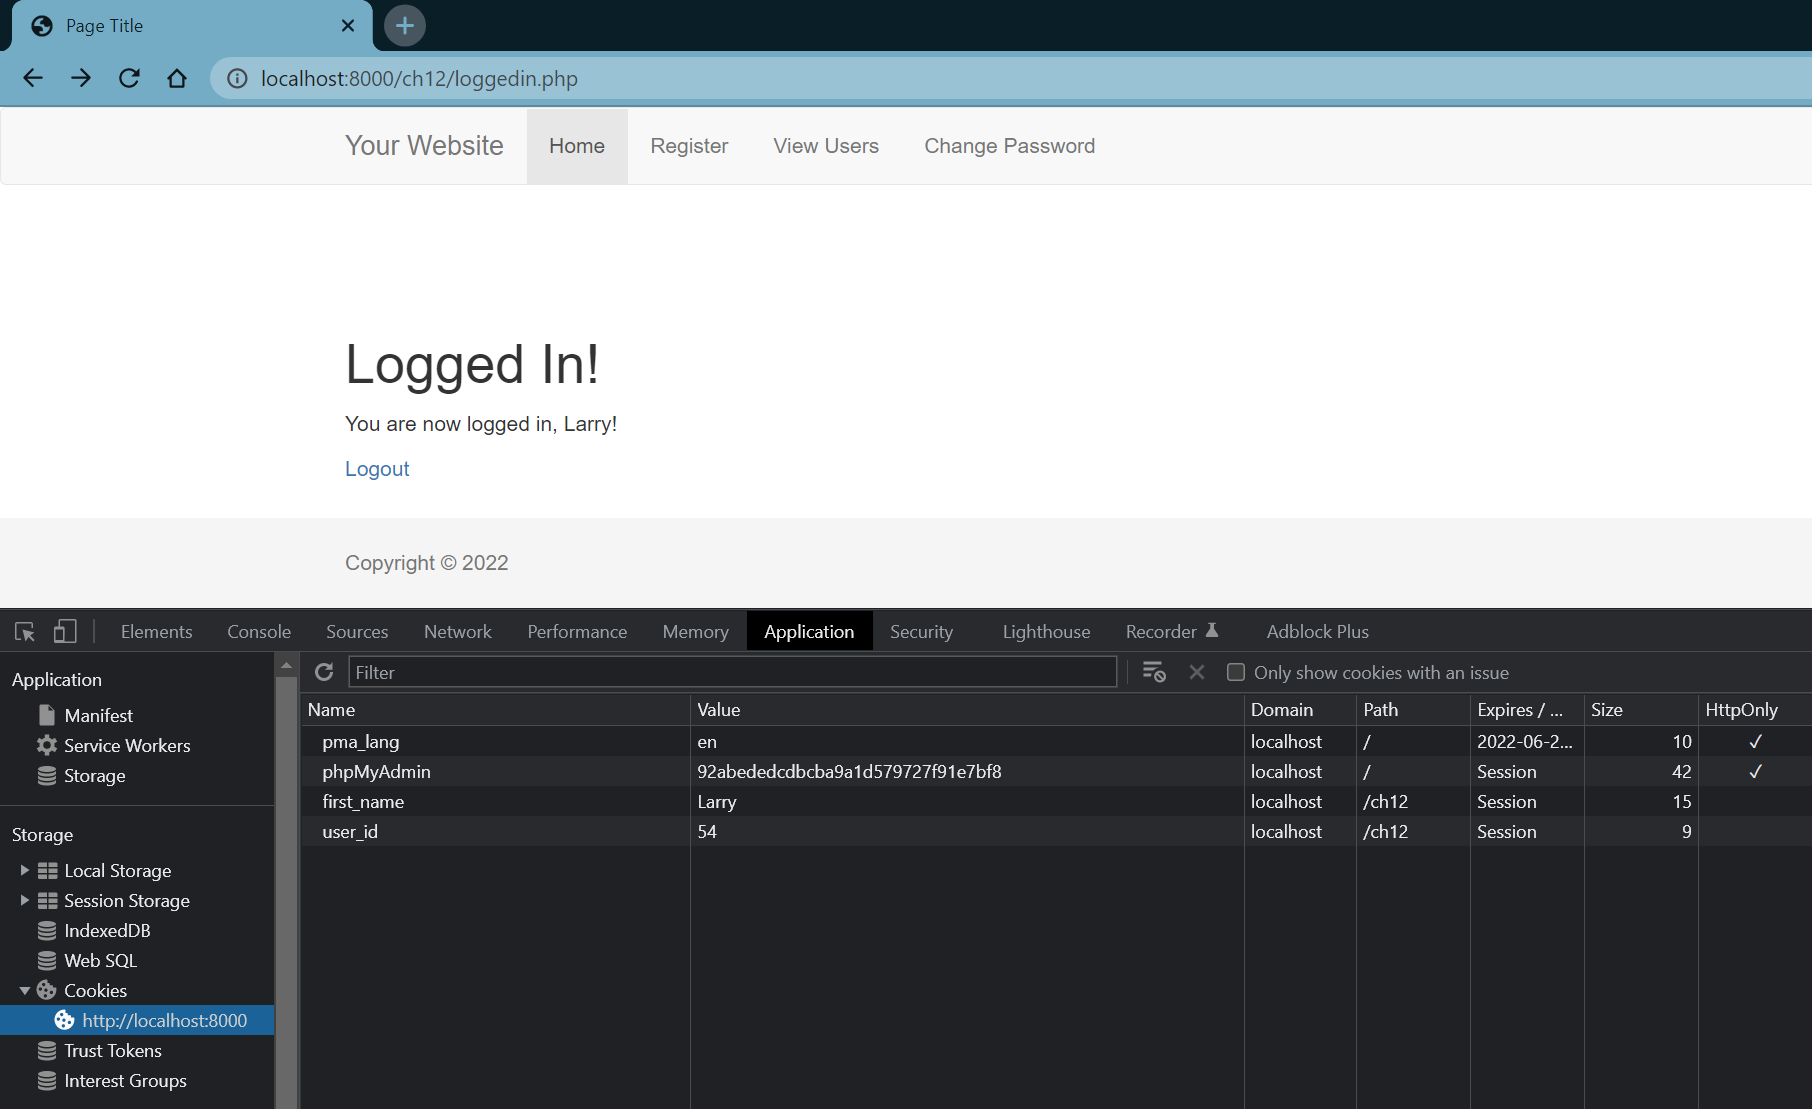 Page Title
localhost:8000/ch12/loggedin.php
Your Website Home Register View Users Change Password
Logged In!
You are now logged in, Larry!
Logout
Copyright © 2022
Elements Console Sources Network Performance Memory Application Security Lighthouse Recorder Adblock Plus
Application
Manifest
Service Workers
Storage
Storage
Local Storage
Session Storage
IndexedDB
Web SQL
Cookies
http://localhost:8000
Trust Tokens
Interest Groups
Filter Only show cookies with an issue
Name Value Domain Path Expires / ... Size HttpOnly
pma_lang en localhost / 2022-06-2... 10 ✓
phpMyAdmin 92abededcdbcba9a1d579727f91e7bf8 localhost / Session 42 ✓
first_name Larry localhost /ch12 Session 15
user_id 54 localhost /ch12 Session 9